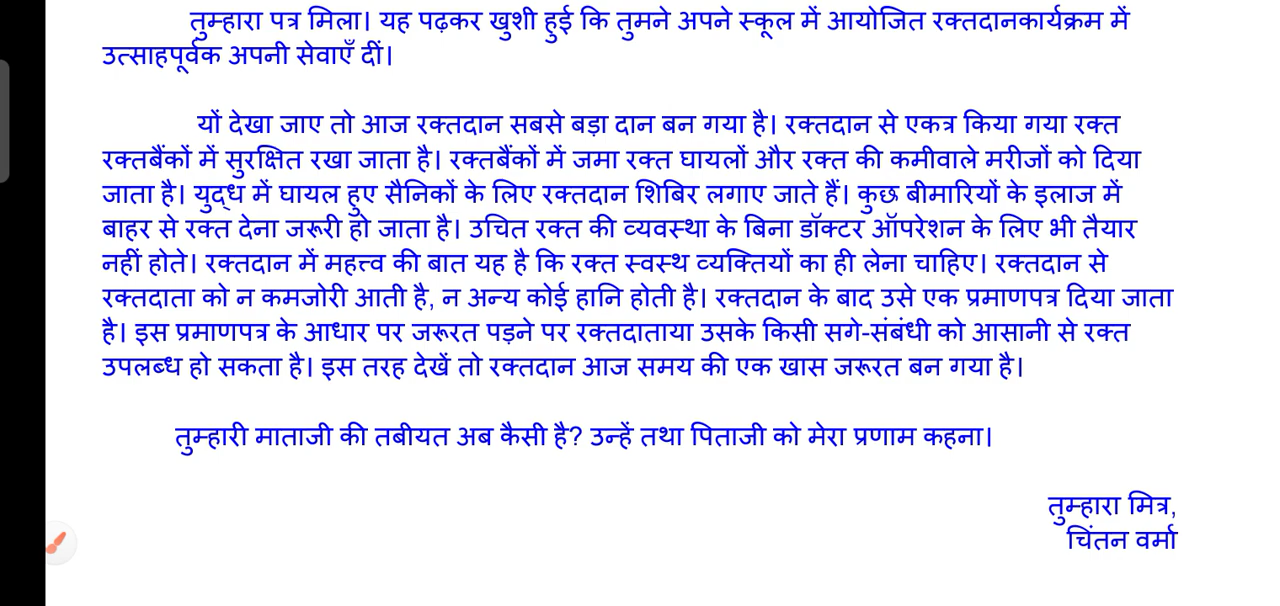 तुम्हारा पत्र मिला। यह पढ़कर खुशी हुई कि तुमने अपने स्कूल में आयोजित रक्तदानकार्यक्रम में
उत्साहपूर्वक अपनी सेवाएँ दीं।
यों देखा जाए तो आज रक्तदान सबसे बड़ा दान बन गया है। रक्तदान से एकत्र किया गया रक्त
रक्तबैंकों में सुरक्षित रखा जाता है। रक्तबैंकों में जमा रक्त घायलों और रक्त की कमीवाले मरीजों को दिया
जाता है। युद्ध में घायल हुए सैनिकों के लिए रक्तदान शिबिर लगाए जाते हैं। कुछ बीमारियों के इलाज में
बाहर से रक्त देना जरूरी हो जाता है। उचित रक्त की व्यवस्था के बिना डॉक्टर ऑपरेशन के लिए भी तैयार
नहीं होते। रक्तदान में महत्त्व की बात यह है कि रक्त स्वस्थ व्यक्तियों का ही लेना चाहिए। रक्तदान से
रक्तदाता को न कमजोरी आती है, न अन्य कोई हानि होती है। रक्तदान के बाद उसे एक प्रमाणपत्र दिया जाता
है। इस प्रमाणपत्र के आधार पर जरूरत पड़ने पर रक्तदाताया उसके किसी सगे-संबंधी को आसानी से रक्त
उपलब्ध हो सकता है। इस तरह देखें तो रक्तदान आज समय की एक खास जरूरत बन गया है।
तुम्हारी माताजी की तबीयत अब कैसी है? उन्हें तथा पिताजी को मेरा प्रणाम कहना।
तुम्हारा मित्र,
चिंतन वर्मा